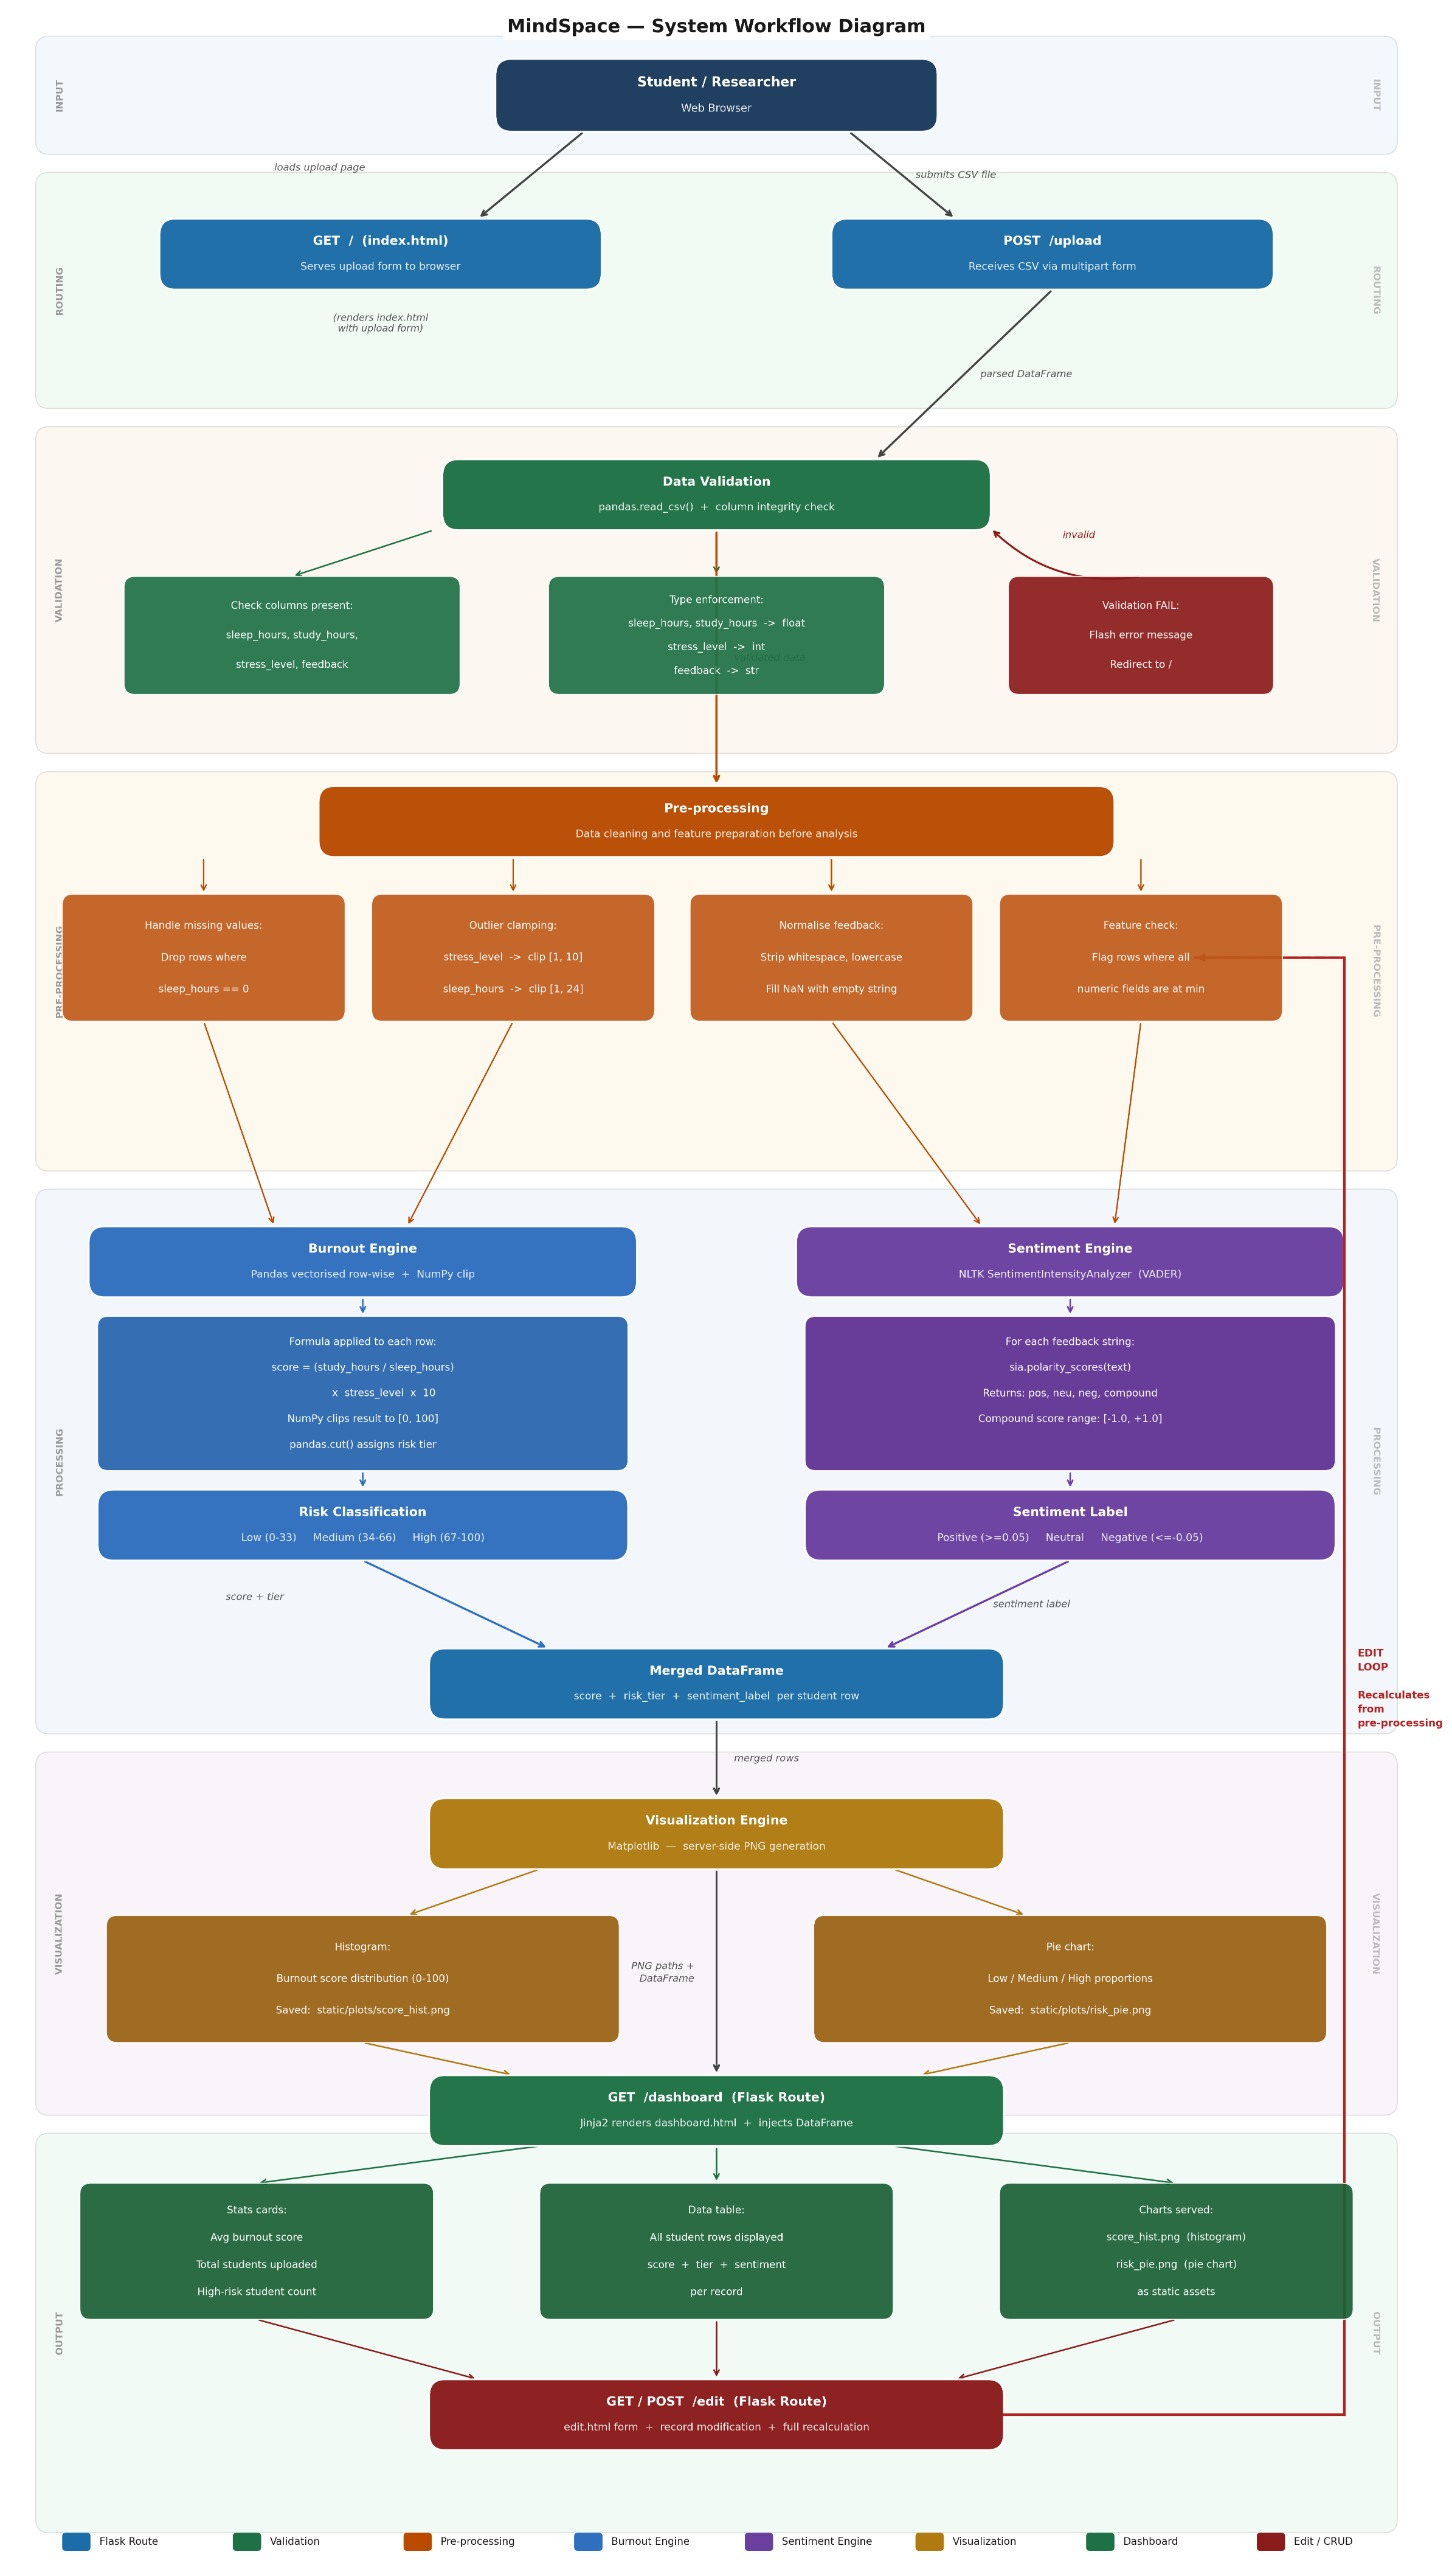 MindSpace — System Workflow Diagram
INPUT
Student / Researcher
Web Browser
INPUT
loads upload page
submits CSV file
ROUTING
GET / (index.html)
Serves upload form to browser
POST /upload
Receives CSV via multipart form
ROUTING
(renders index.html
with upload form)
parsed DataFrame
VALIDATION
Data Validation
pandas.read_csv() + column integrity check
invalid
VALIDATION
Check columns present:
sleep_hours, study_hours,
stress_level, feedback
Type enforcement:
sleep_hours, study_hours -> float
stress_level -> int
validated data
feedback -> str
Validation FAIL:
Flash error message
Redirect to /
PRE-PROCESSING
Pre-processing
Data cleaning and feature preparation before analysis
PRE-PROCESSING
Handle missing values:
Drop rows where
sleep_hours == 0
Outlier clamping:
stress_level -> clip [1, 10]
sleep_hours -> clip [1, 24]
Normalise feedback:
Strip whitespace, lowercase
Fill NaN with empty string
Feature check:
Flag rows where all
numeric fields are at min
PROCESSING
Burnout Engine
Pandas vectorised row-wise + NumPy clip
Formula applied to each row:
score = (study_hours / sleep_hours)
x stress_level x 10
NumPy clips result to [0, 100]
pandas.cut() assigns risk tier
Risk Classification
Low (0-33) Medium (34-66) High (67-100)
score + tier
Sentiment Engine
NLTK SentimentIntensityAnalyzer (VADER)
For each feedback string:
sia.polarity_scores(text)
Returns: pos, neu, neg, compound
Compound score range: [-1.0, +1.0]
Sentiment Label
Positive (>=0.05) Neutral Negative (<=-0.05)
sentiment label
PROCESSING
Merged DataFrame
score + risk_tier + sentiment_label per student row
EDIT
LOOP
Recalculates
from
pre-processing
merged rows
VISUALIZATION
Visualization Engine
Matplotlib — server-side PNG generation
VISUALIZATION
Histogram:
Burnout score distribution (0-100)
Saved: static/plots/score_hist.png
PNG paths +
DataFrame
Pie chart:
Low / Medium / High proportions
Saved: static/plots/risk_pie.png
GET /dashboard (Flask Route)
Jinja2 renders dashboard.html + injects DataFrame
OUTPUT
Stats cards:
Avg burnout score
Total students uploaded
High-risk student count
Data table:
All student rows displayed
score + tier + sentiment
per record
Charts served:
score_hist.png (histogram)
risk_pie.png (pie chart)
as static assets
OUTPUT
GET / POST /edit (Flask Route)
edit.html form + record modification + full recalculation
Flask Route
Validation
Pre-processing
Burnout Engine
Sentiment Engine
Visualization
Dashboard
Edit / CRUD